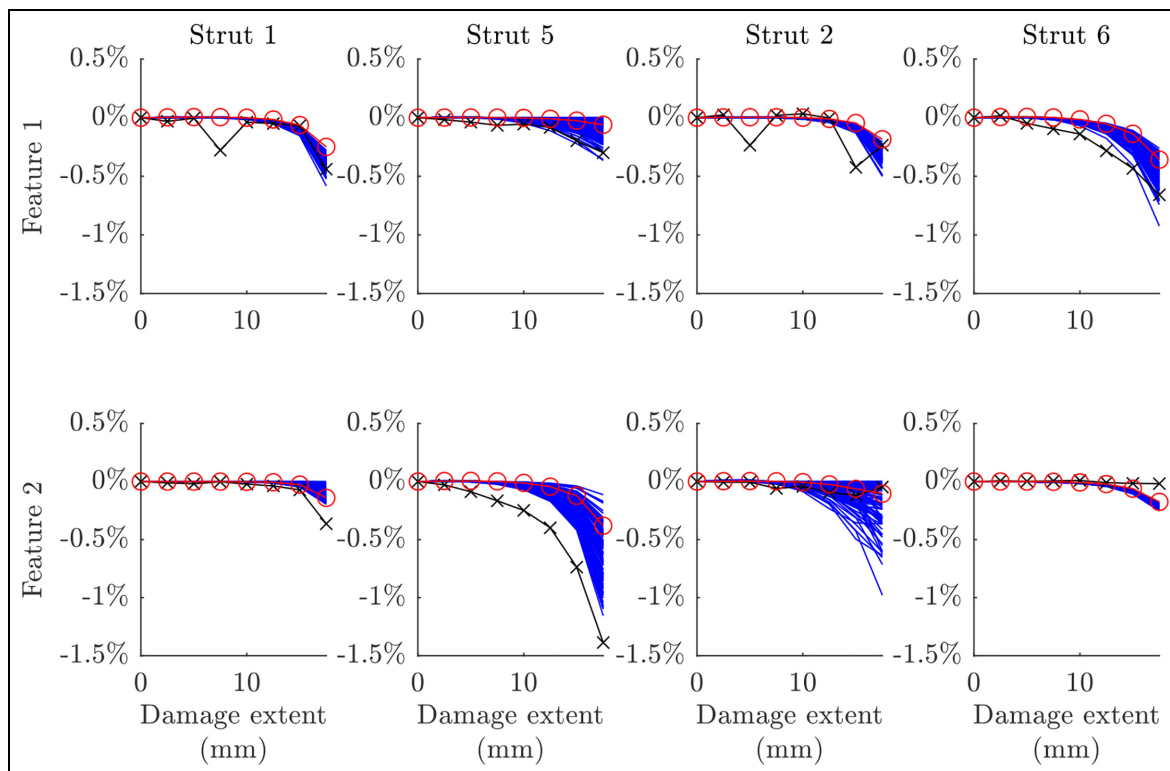 Strut 1 Strut 5 Strut 2 Strut 6
Feature 1
0.5% 0.5% 0.5% 0.5%
0% 0% 0% 0%
-0.5% -0.5% -0.5% -0.5%
-1% -1% -1% -1%
-1.5% -1.5% -1.5% -1.5%
0 10 0 10 0 10 0 10
Feature 2
0.5% 0.5% 0.5% 0.5%
0% 0% 0% 0%
-0.5% -0.5% -0.5% -0.5%
-1% -1% -1% -1%
-1.5% -1.5% -1.5% -1.5%
0 10 0 10 0 10 0 10
Damage extent Damage extent Damage extent Damage extent
(mm) (mm) (mm) (mm)